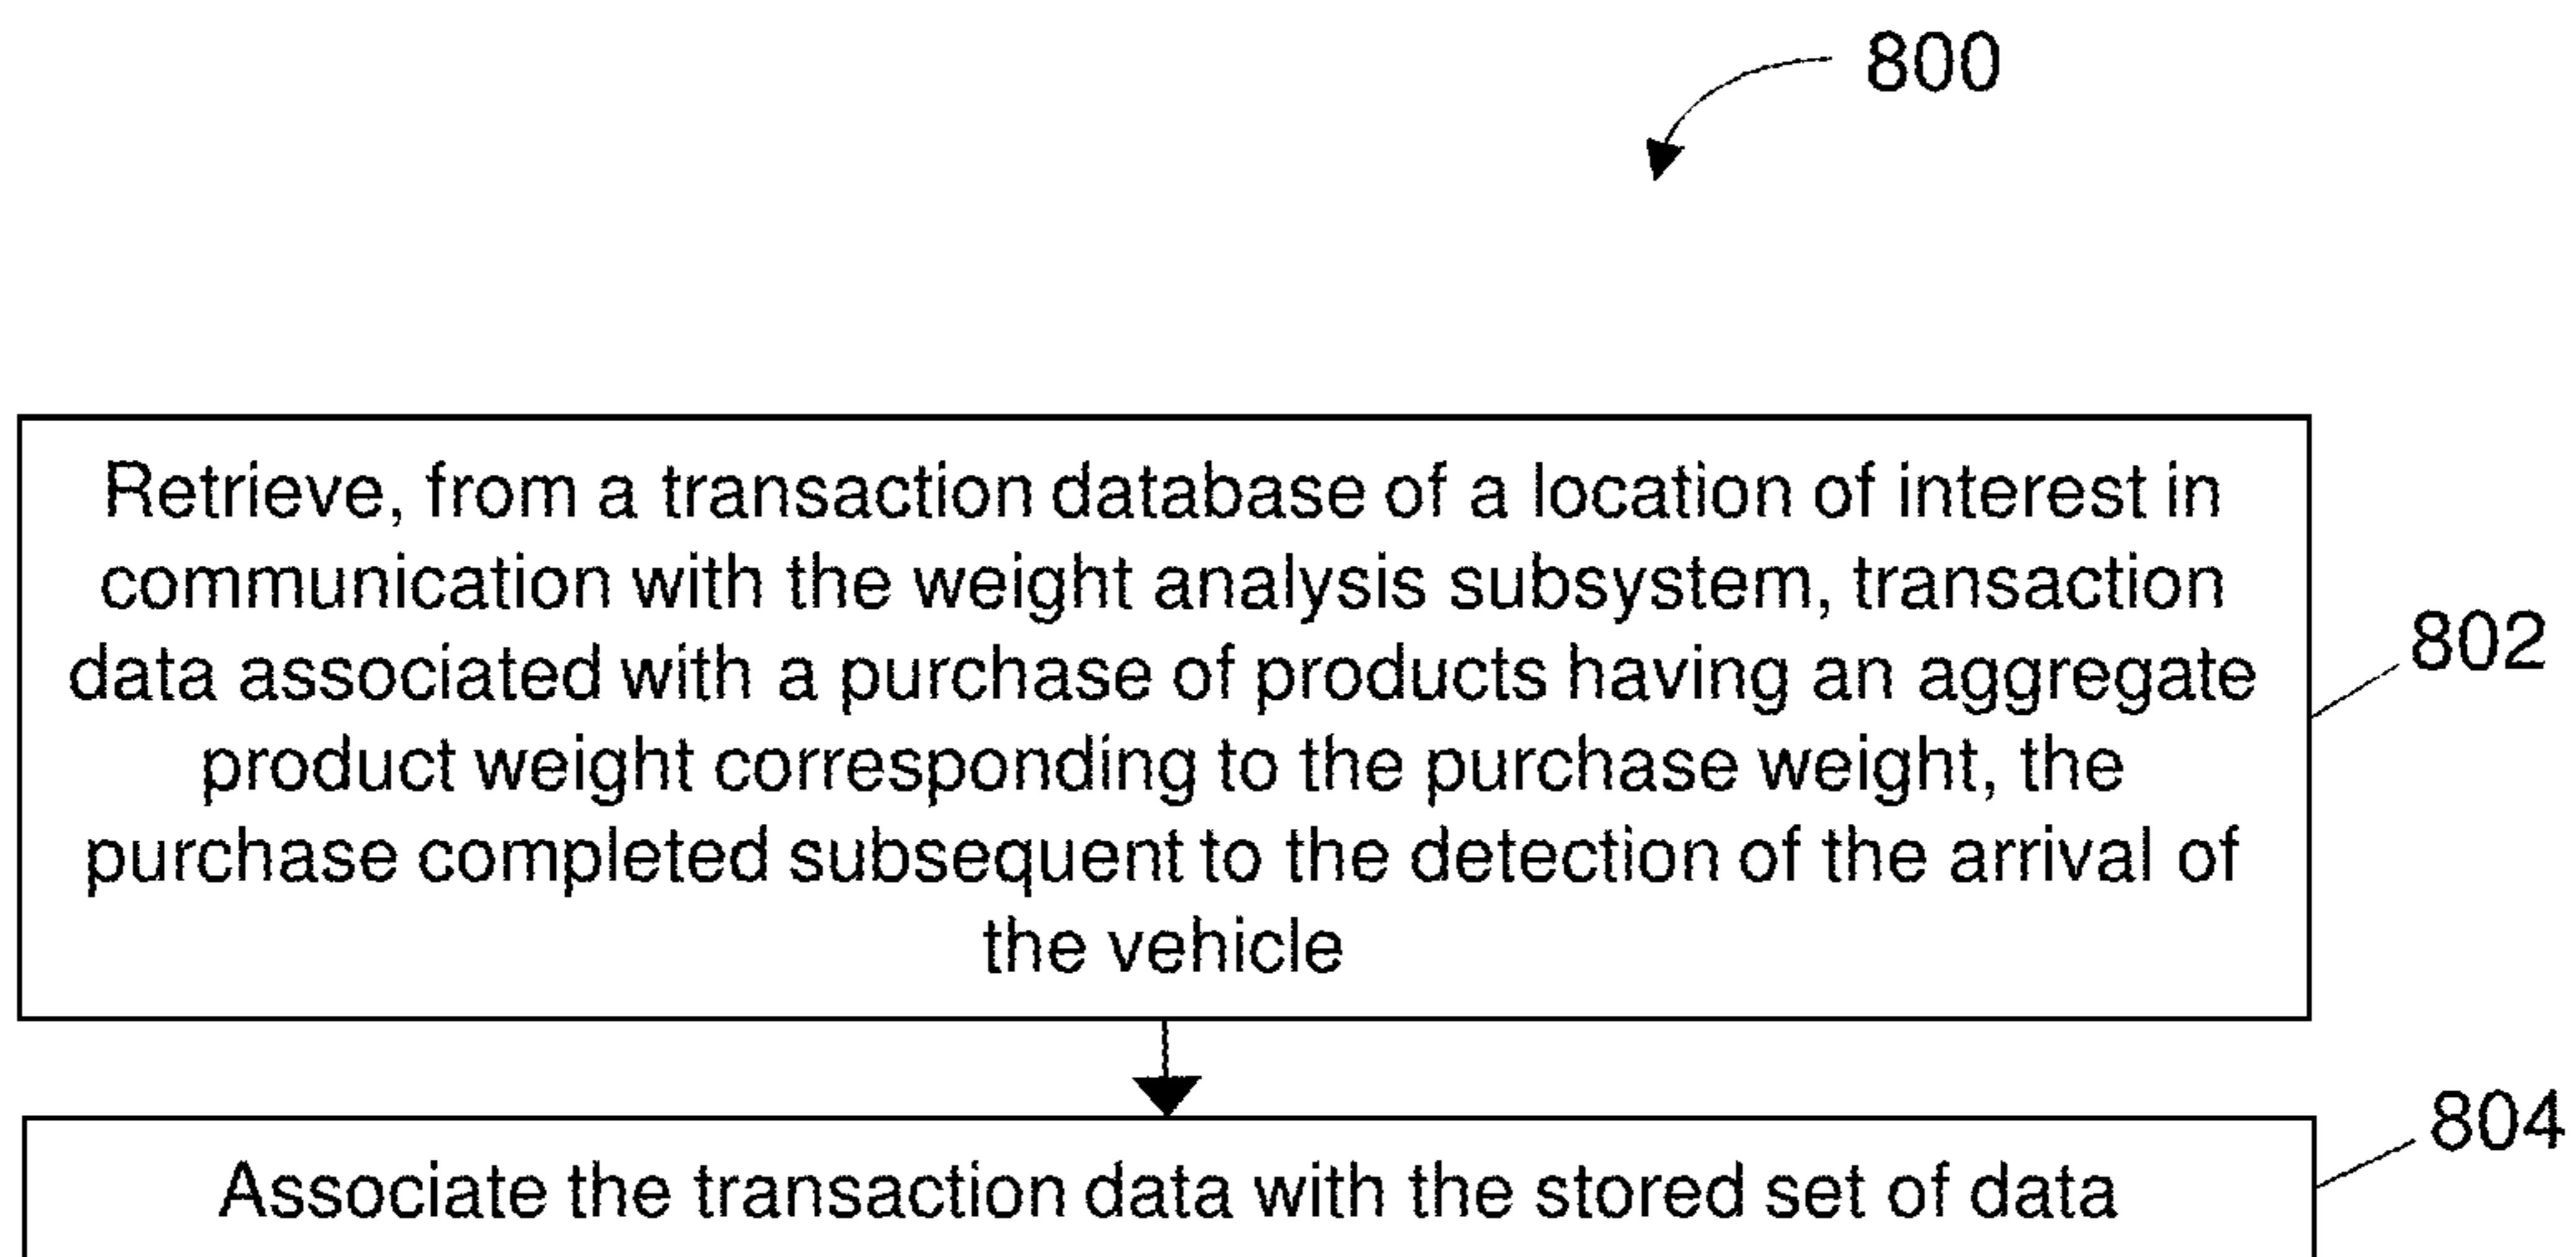 800
Retrieve, from a transaction database of a location of interest in
communication with the weight analysis subsystem, transaction
data associated with a purchase of products having an aggregate
product weight corresponding to the purchase weight, the
purchase completed subsequent to the detection of the arrival of
the vehicle
802
804
Associate the transaction data with the stored set of data